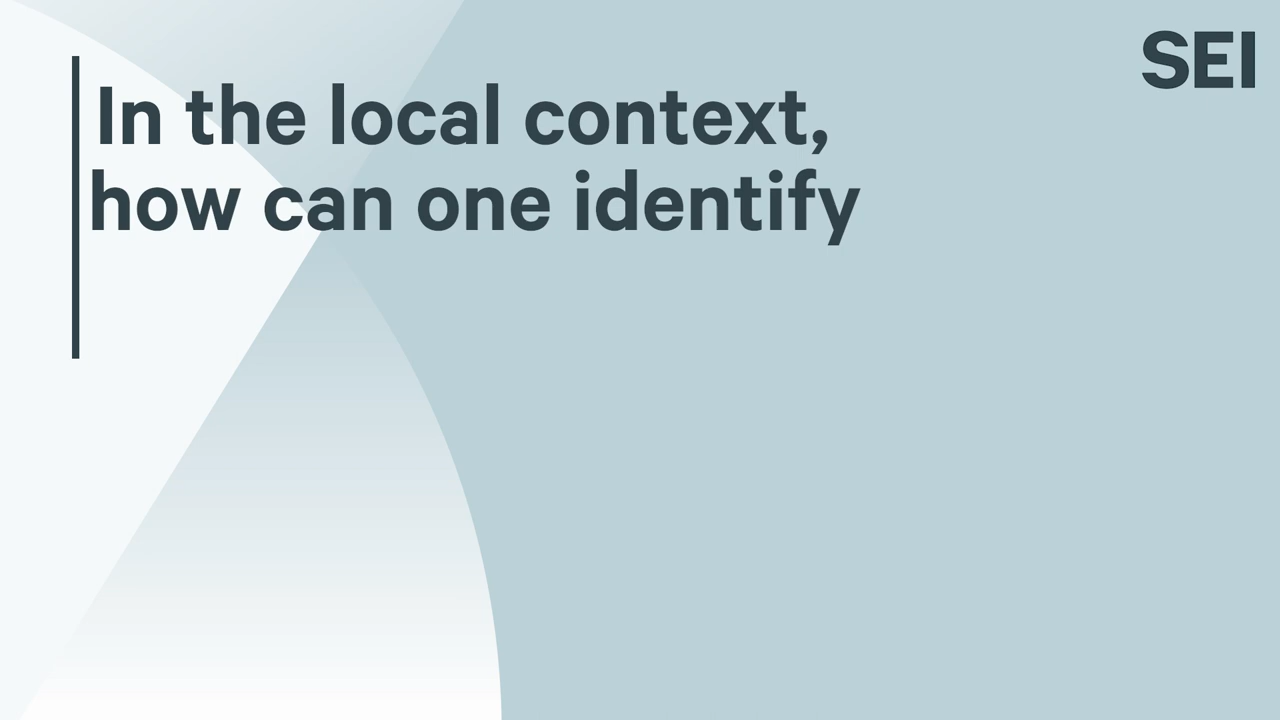 SEI
In the local context,
how can one identify